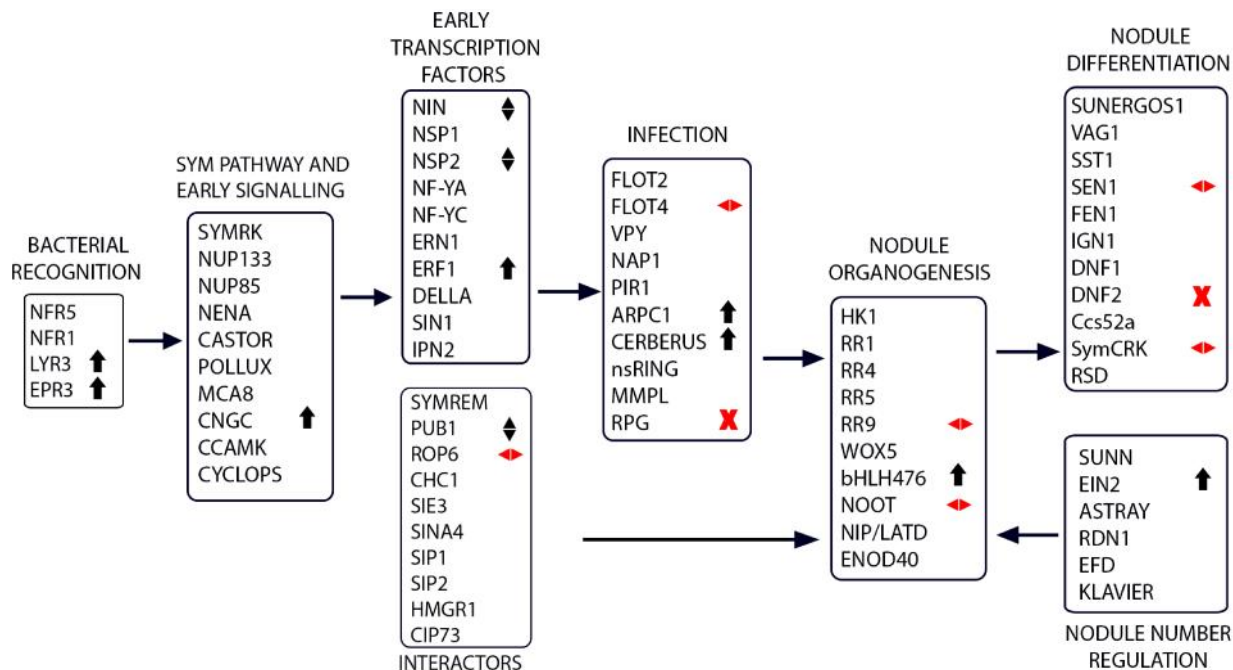 BACTERIAL
RECOGNITION
NFR5
NFR1
LYR3
EPR3
SYM PATHWAY AND
EARLY SIGNALLING
SYMRK
NUP133
NUP85
NENA
CASTOR
POLLUX
MCA8
CNGC
CCAMK
CYCLOPS
EARLY
TRANSCRIPTION
FACTORS
NIN
NSP1
NSP2
NF-YA
NF-YC
ERN1
ERF1
DELLA
SIN1
IPN2
SYMREM
PUB1
ROP6
CHC1
SIE3
SINA4
SIP1
SIP2
HMGR1
CIP73
INTERACTORS
INFECTION
FLOT2
FLOT4
VPY
NAP1
PIR1
ARPC1
CERBERUS
nsRING
MMPL
RPG
NODULE
ORGANOGENESIS
HK1
RR1
RR4
RR5
RR9
WOX5
bHLH476
NOOT
NIP/LATD
ENOD40
NODULE
DIFFERENTIATION
SUNERGOS1
VAG1
SST1
SEN1
FEN1
IGN1
DNF1
DNF2
Ccs52a
SymCRK
RSD
SUNN
EIN2
ASTRAY
RDN1
EFD
KLAVIER
NODULE NUMBER
REGULATION